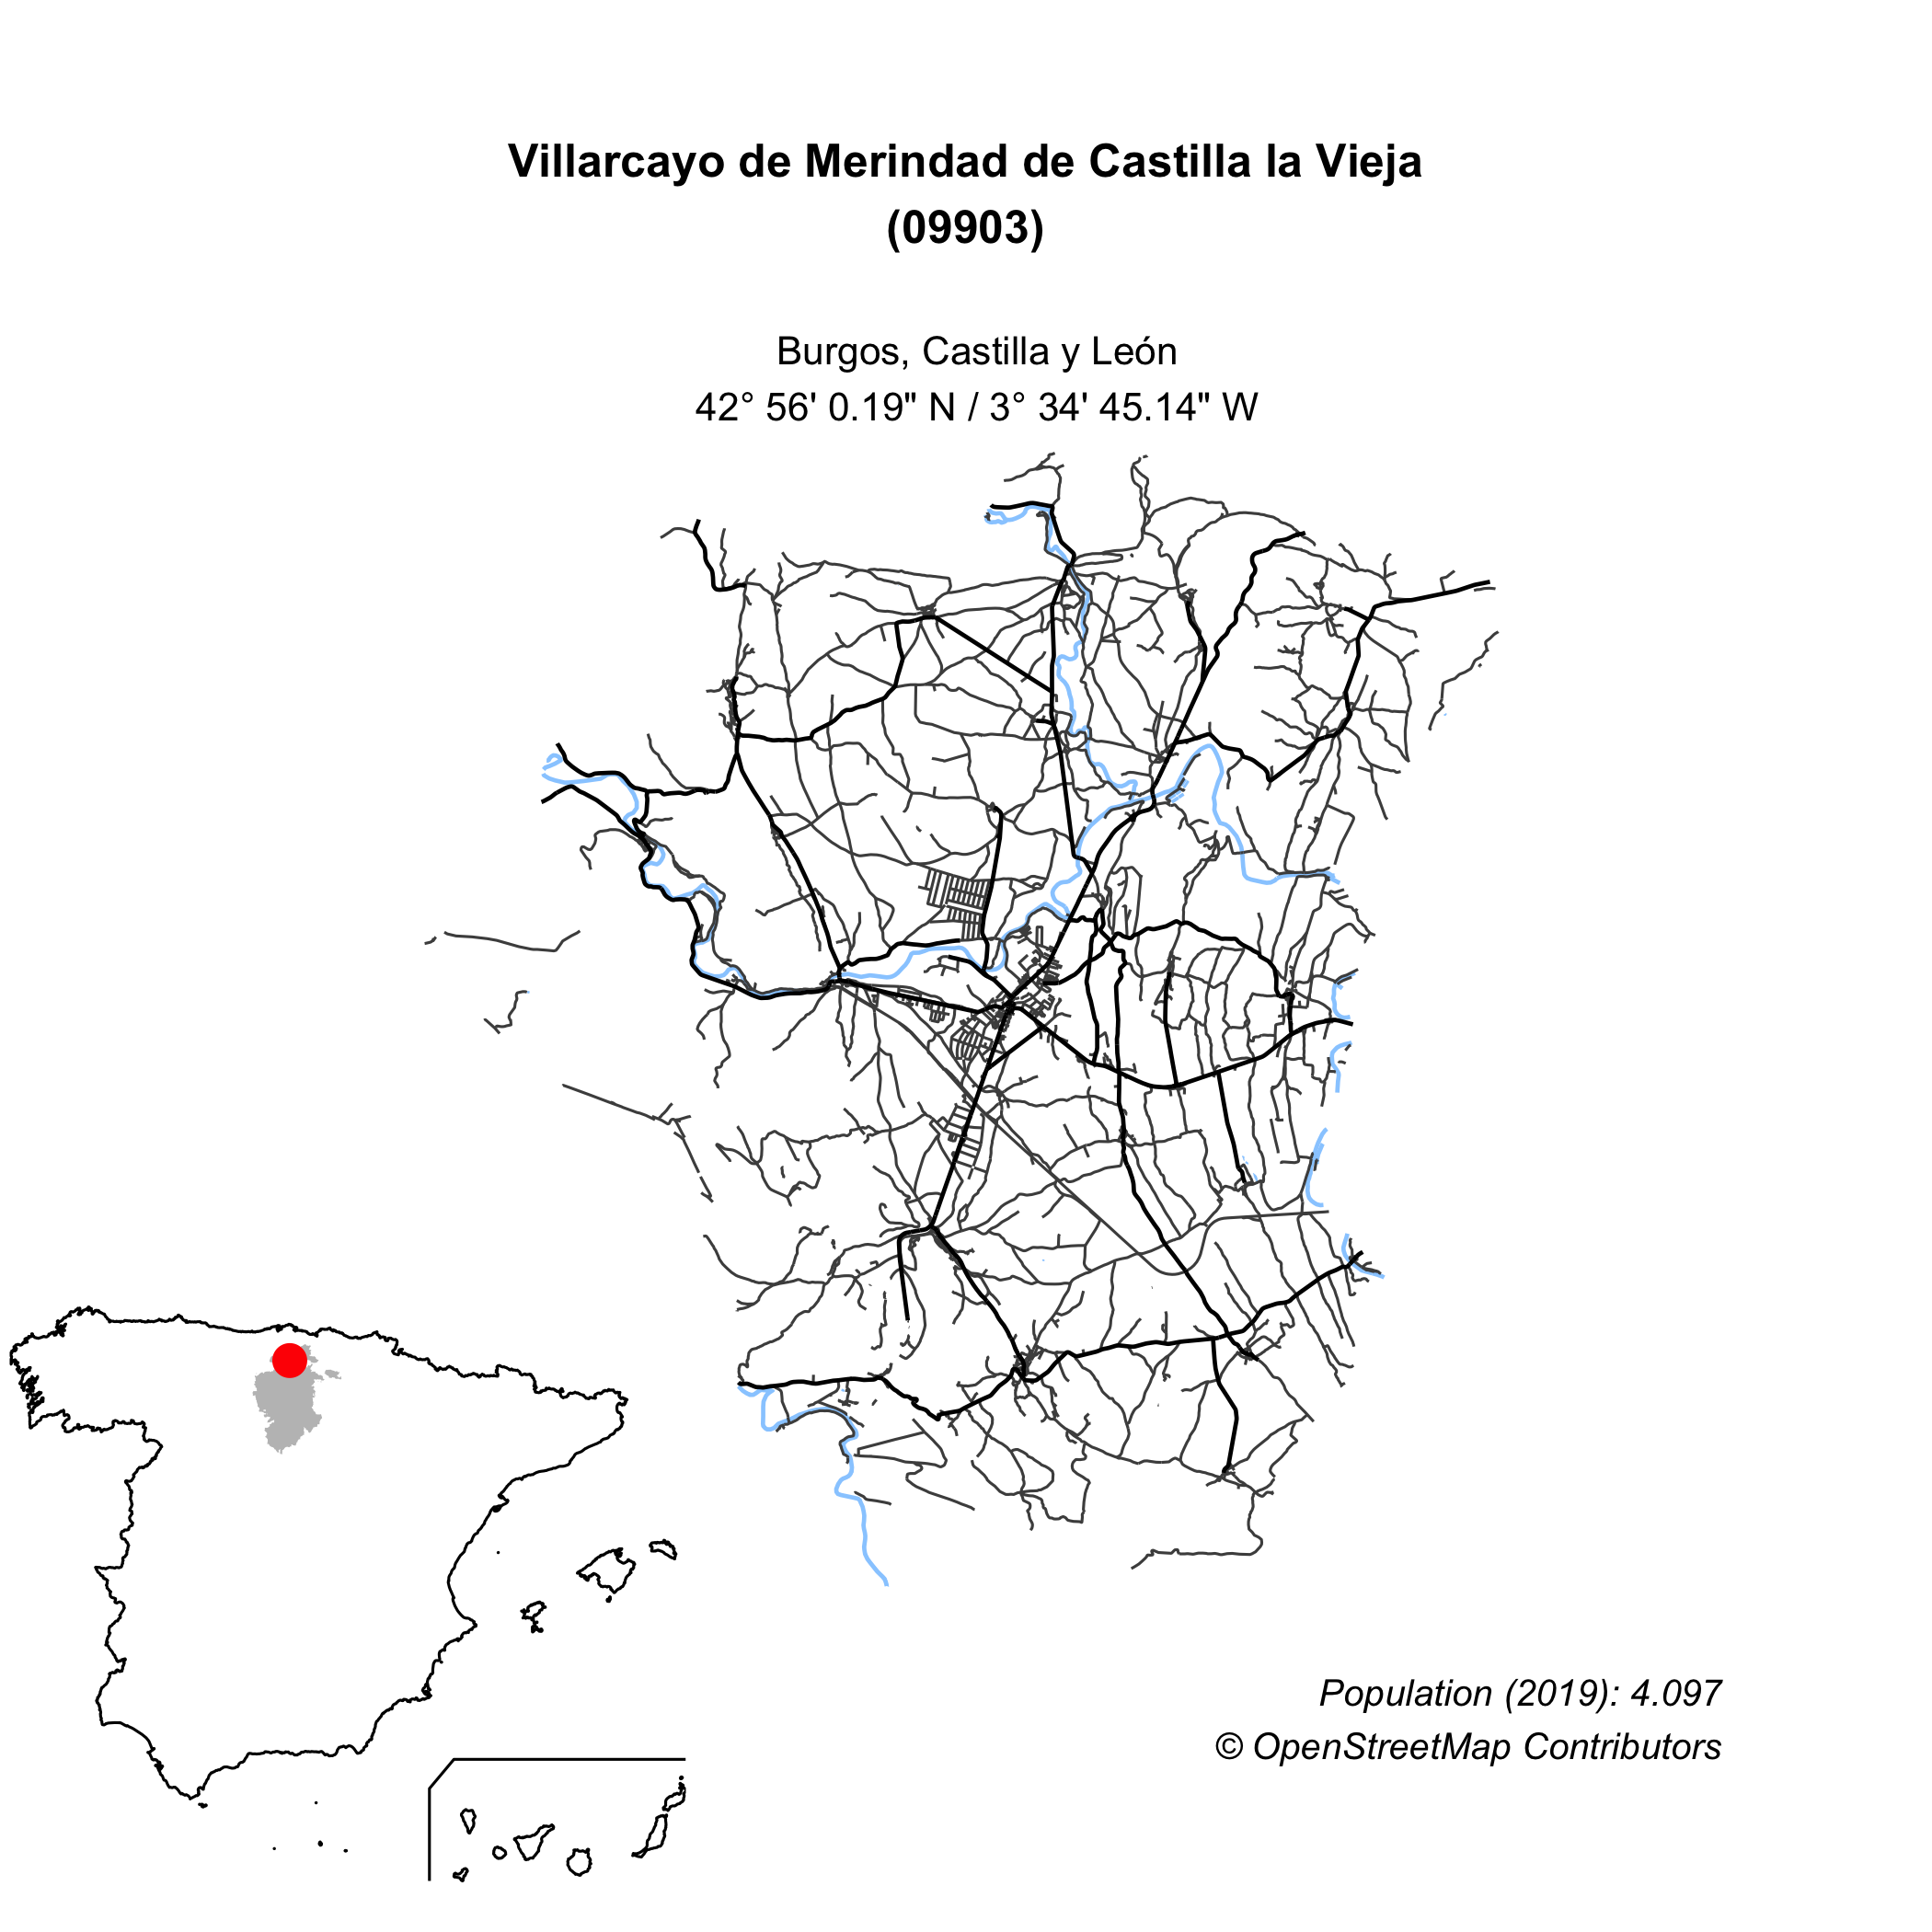 Villarcayo de Merindad de Castilla la Vieja
(09903)
Burgos, Castilla y León
42° 56' 0.19" N / 3° 34' 45.14" W
Population (2019): 4.097
© OpenStreetMap Contributors